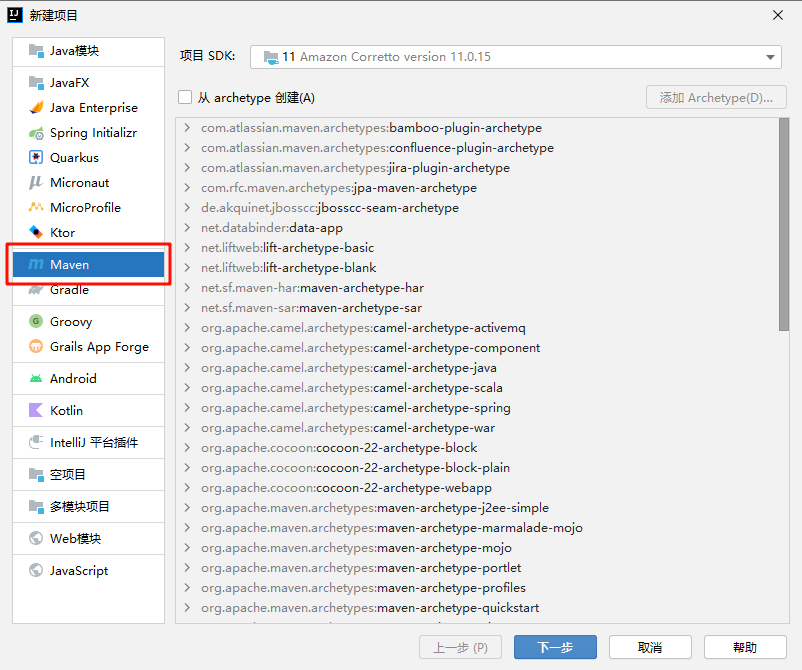 新建项目
Java模块
JavaFX
Java Enterprise
Spring Initializr
Quarkus
Micronaut
MicroProfile
Ktor
Maven
Gradle
Groovy
Grails App Forge
Android
Kotlin
IntelliJ 平台插件
空项目
多模块项目
Web模块
JavaScript
项目 SDK:
11 Amazon Corretto version 11.0.15
从 archetype 创建(A)
添加 Archetype(D)...
com.atlassian.maven.archetypes:bamboo-plugin-archetype
com.atlassian.maven.archetypes:confluence-plugin-archetype
com.atlassian.maven.archetypes:jira-plugin-archetype
com.rfc.maven.archetypes:jpa-maven-archetype
de.akquinet.jbosscc:jbosscc-seam-archetype
net.databinder:data-app
net.liftweb:lift-archetype-basic
net.liftweb:lift-archetype-blank
net.sf.maven-har:maven-archetype-har
net.sf.maven-sar:maven-archetype-sar
org.apache.camel.archetypes:camel-archetype-activemq
org.apache.camel.archetypes:camel-archetype-component
org.apache.camel.archetypes:camel-archetype-java
org.apache.camel.archetypes:camel-archetype-scala
org.apache.camel.archetypes:camel-archetype-spring
org.apache.camel.archetypes:camel-archetype-war
org.apache.cocoon:cocoon-22-archetype-block
org.apache.cocoon:cocoon-22-archetype-block-plain
org.apache.cocoon:cocoon-22-archetype-webapp
org.apache.maven.archetypes:maven-archetype-j2ee-simple
org.apache.maven.archetypes:maven-archetype-marmalade-mojo
org.apache.maven.archetypes:maven-archetype-mojo
org.apache.maven.archetypes:maven-archetype-portlet
org.apache.maven.archetypes:maven-archetype-profiles
org.apache.maven.archetypes:maven-archetype-quickstart
上一步 (P)
下一步
取消
帮助